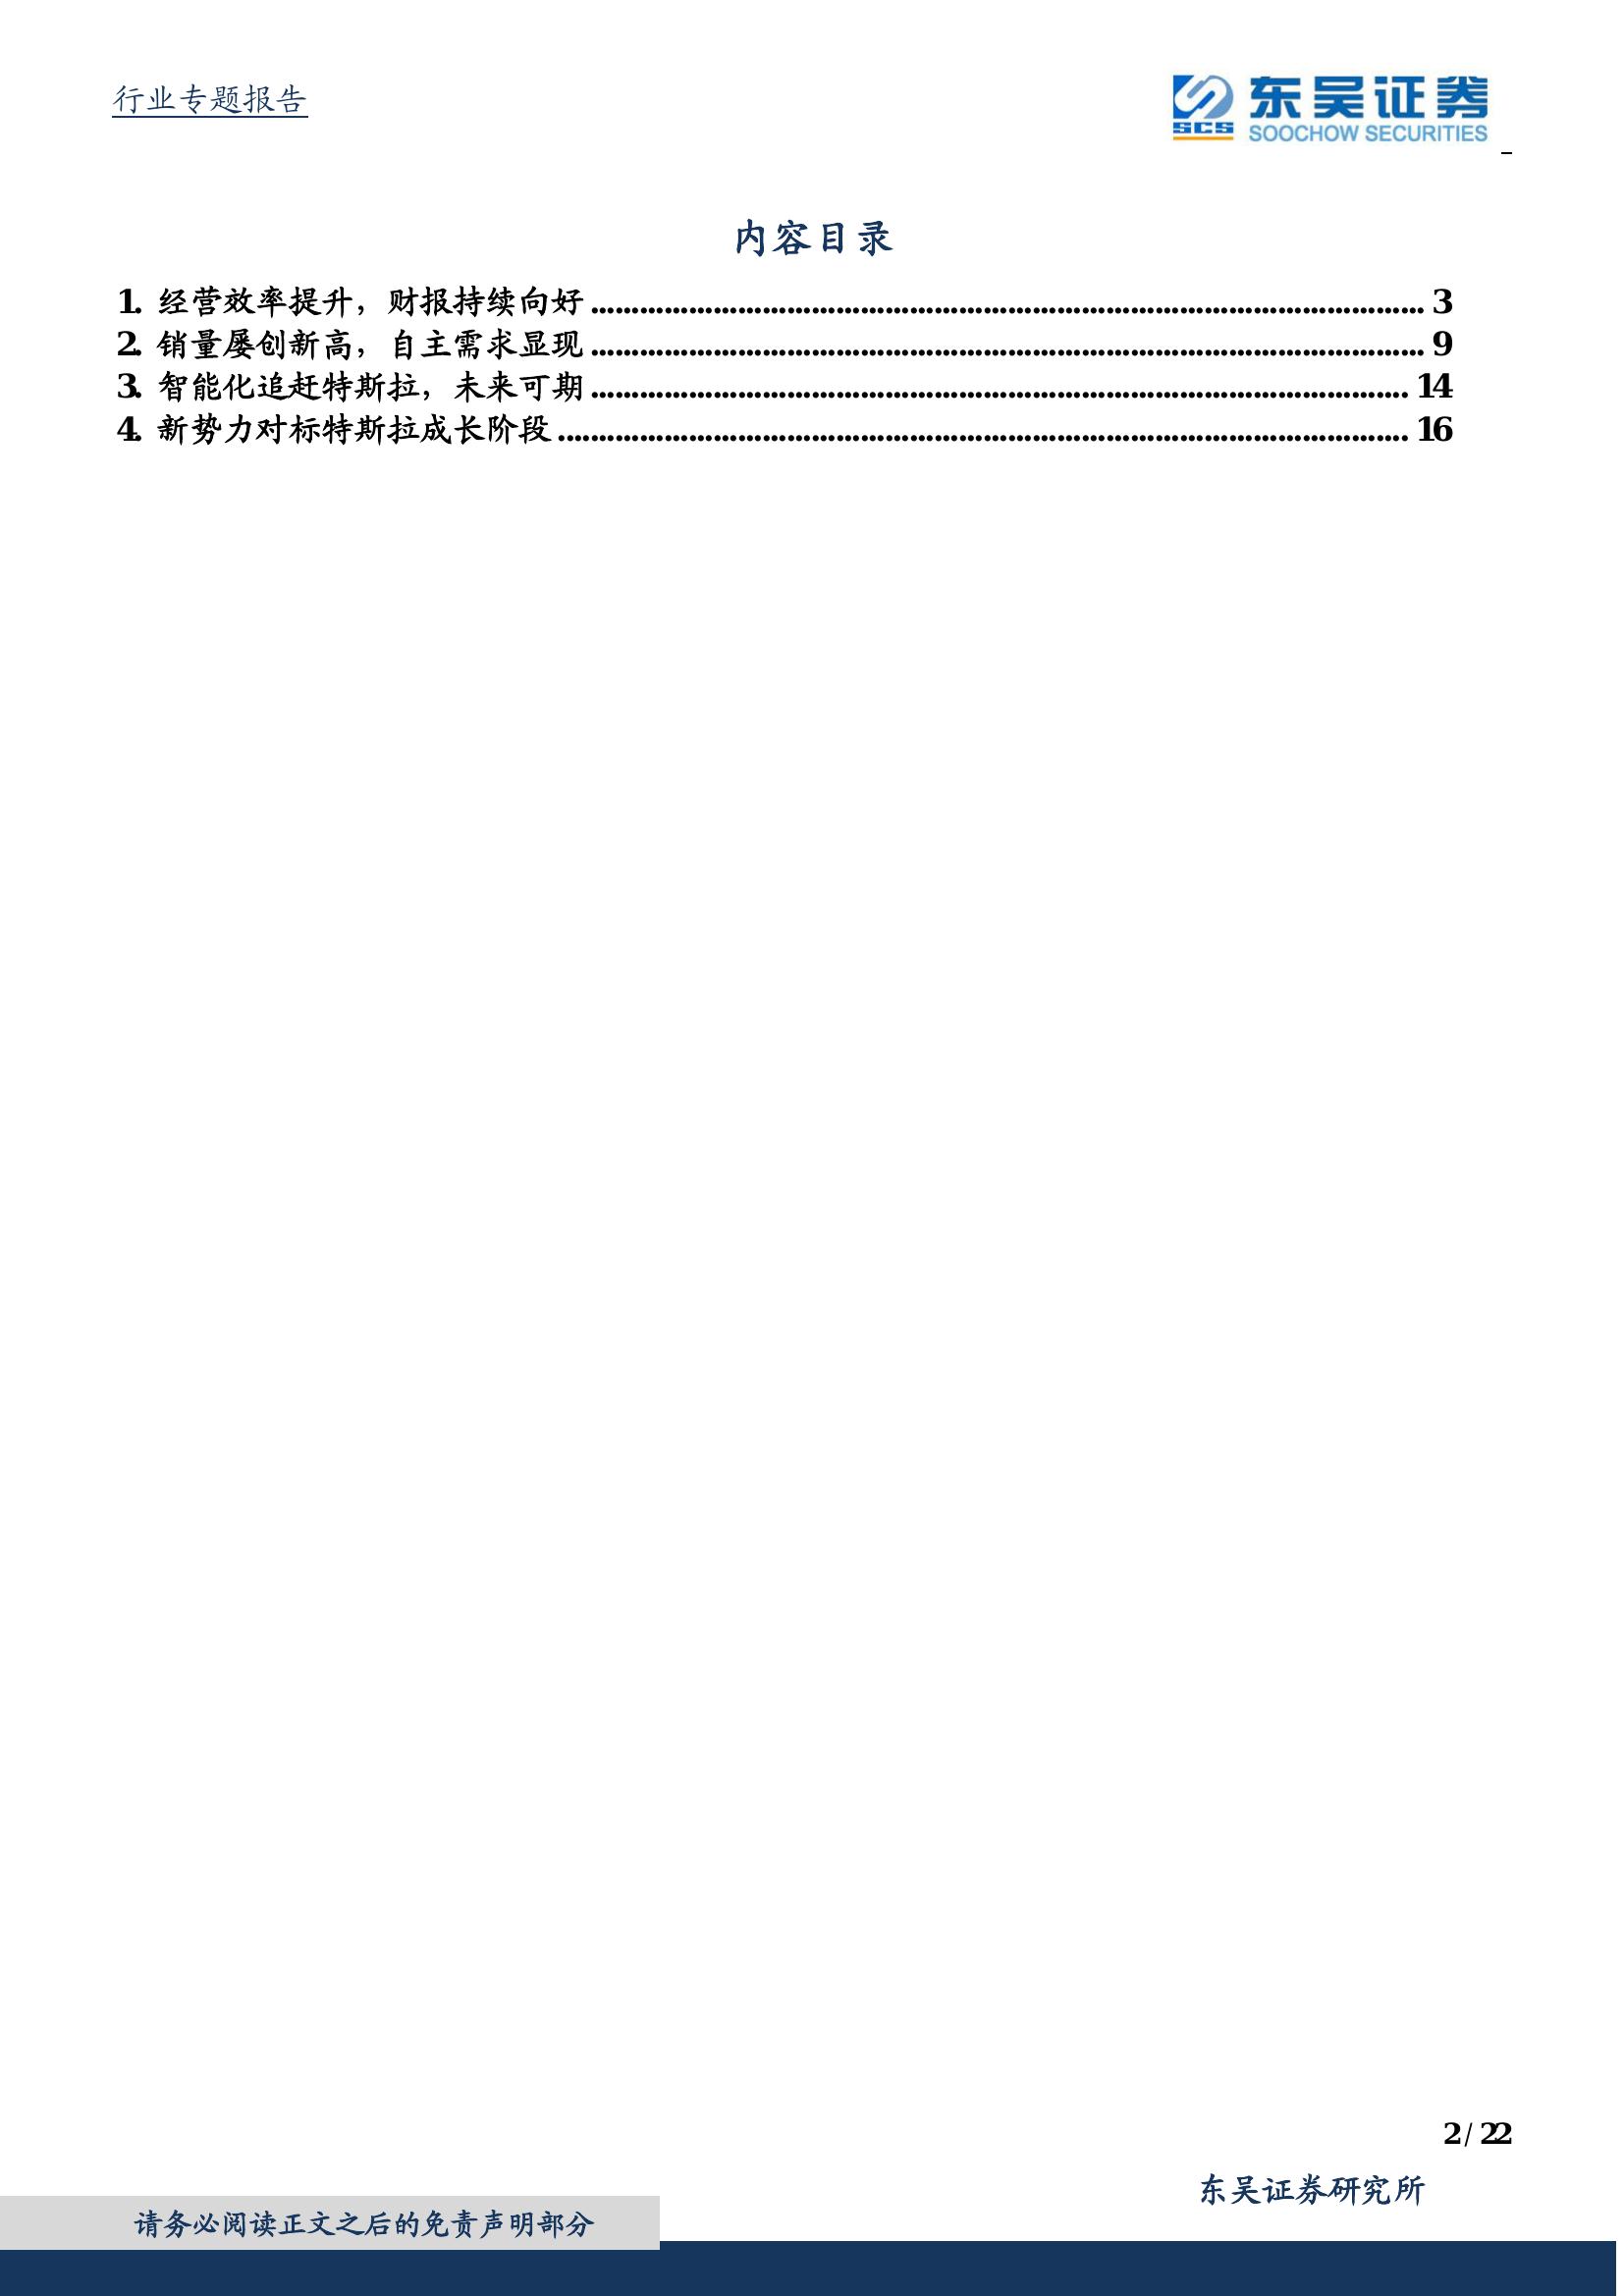 行业专题报告
东吴证券
SCS
SOOCHOW SECURITIES
内容目录
1. 经营效率提升，财报持续向好 ........................................ 3
2. 销量屡创新高，自主需求显现 ........................................ 9
3. 智能化追赶特斯拉，未来可期 ........................................ 14
4. 新势力对标特斯拉成长阶段 ........................................ 16
2 / 22
东吴证券研究所
请务必阅读正文之后的免责声明部分